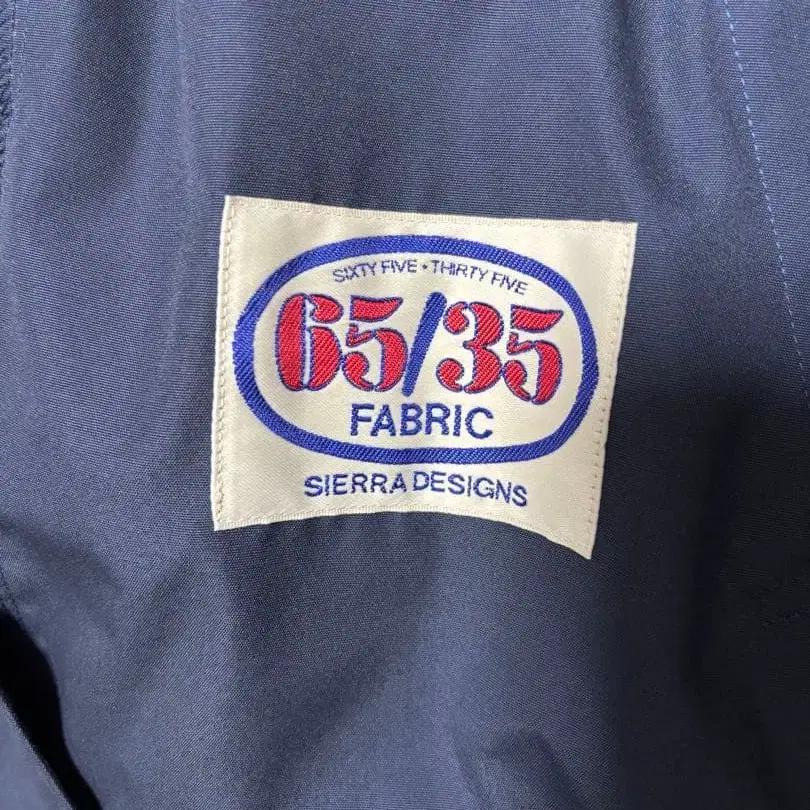 SIXTY FIVE • THIRTY FIVE
65/35
FABRIC
SIERRA DESIGNS